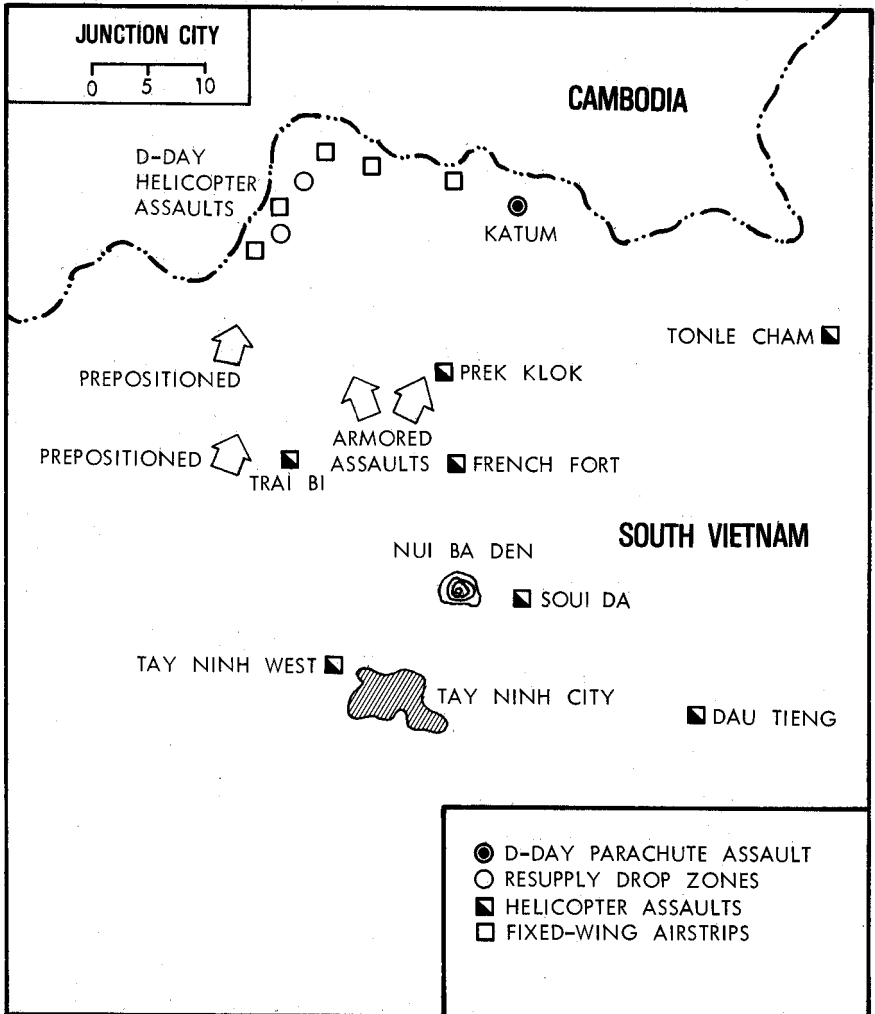 JUNCTION CITY
0 5 10
CAMBODIA
D-DAY
HELICOPTER
ASSAULTS
KATUM
TONLE CHAM
PREPOSITIONED
PREK KLOK
ARMORED
ASSAULTS
PREPOSITIONED
TRAI BI
FRENCH FORT
SOUTH VIETNAM
NUI BA DEN
SOUI DA
TAY NINH WEST
TAY NINH CITY
DAU TIENG
D-DAY PARACHUTE ASSAULT
RESUPPLY DROP ZONES
HELICOPTER ASSAULTS
FIXED-WING AIRSTRIPS